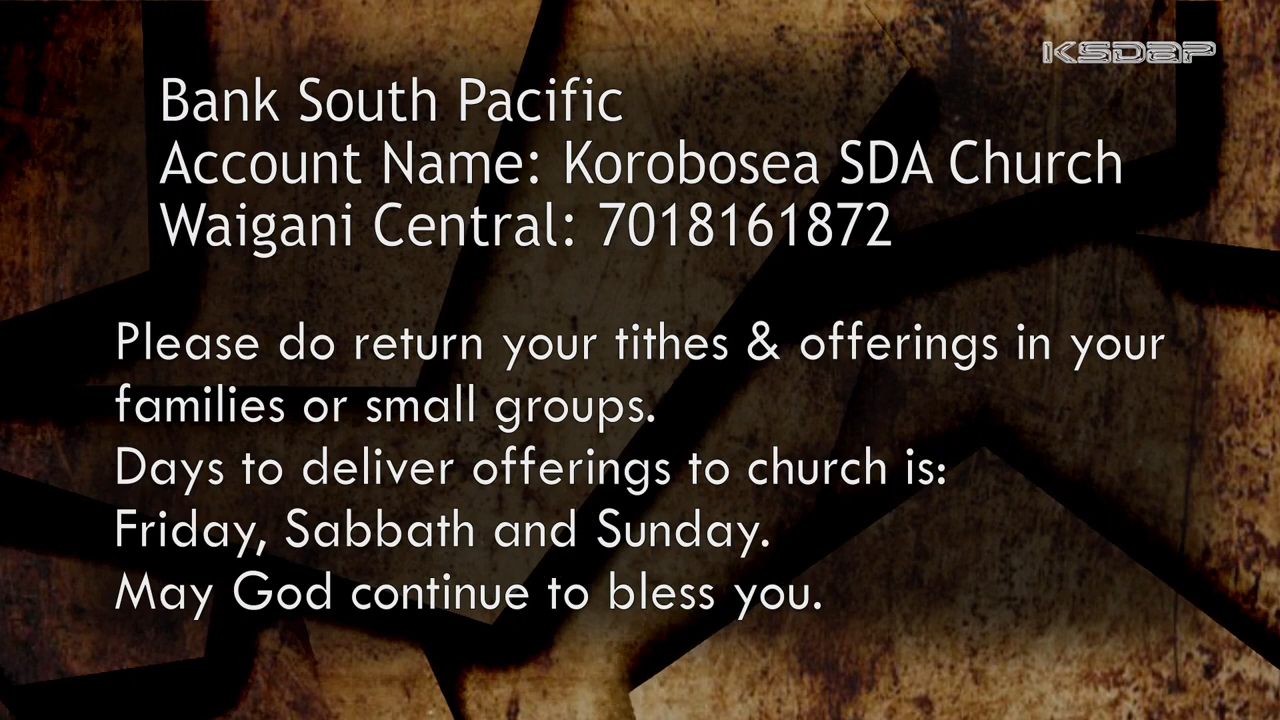 KSDaP
Bank South Pacific
Account Name: Korobosea SDA Church
Waigani Central: 7018161872
Please do return your tithes & offerings in your
families or small groups.
Days to deliver offerings to church is:
Friday, Sabbath and Sunday.
May God continue to bless you.